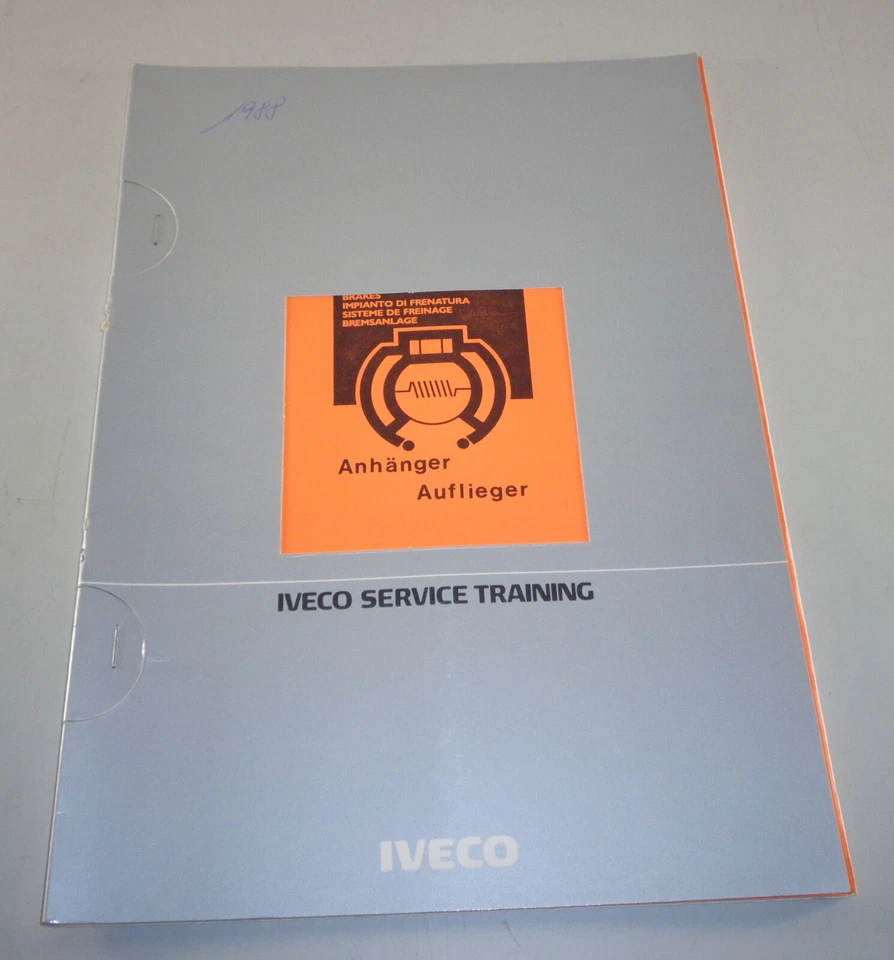 1988
BRAKES
IMPIANTO DI FRENATURA
SISTEME DE FREINAGE
BREMSANLAGE
Anhänger
Auflieger
IVECO SERVICE TRAINING
IVECO